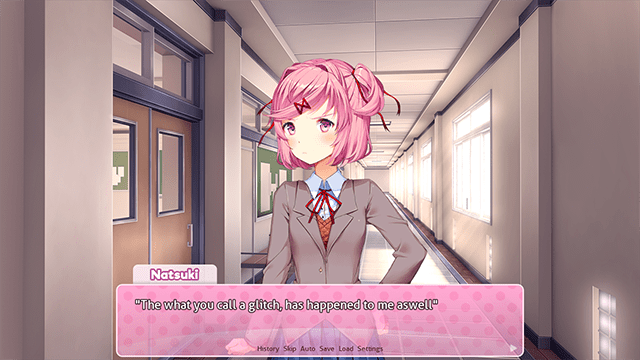 Natsuki
"The what you call a glitch, has happened to me aswell"
History Skip Auto Save Load Settings